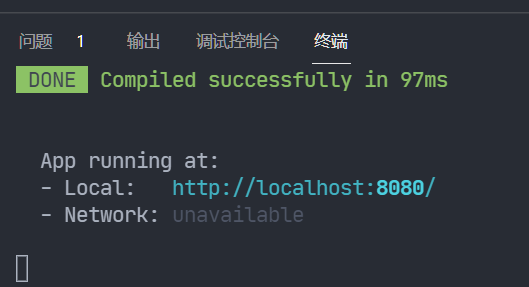 问题 1 输出 调试控制台 终端
DONE Compiled successfully in 97ms
App running at:
- Local: http://localhost:8080/
- Network: unavailable